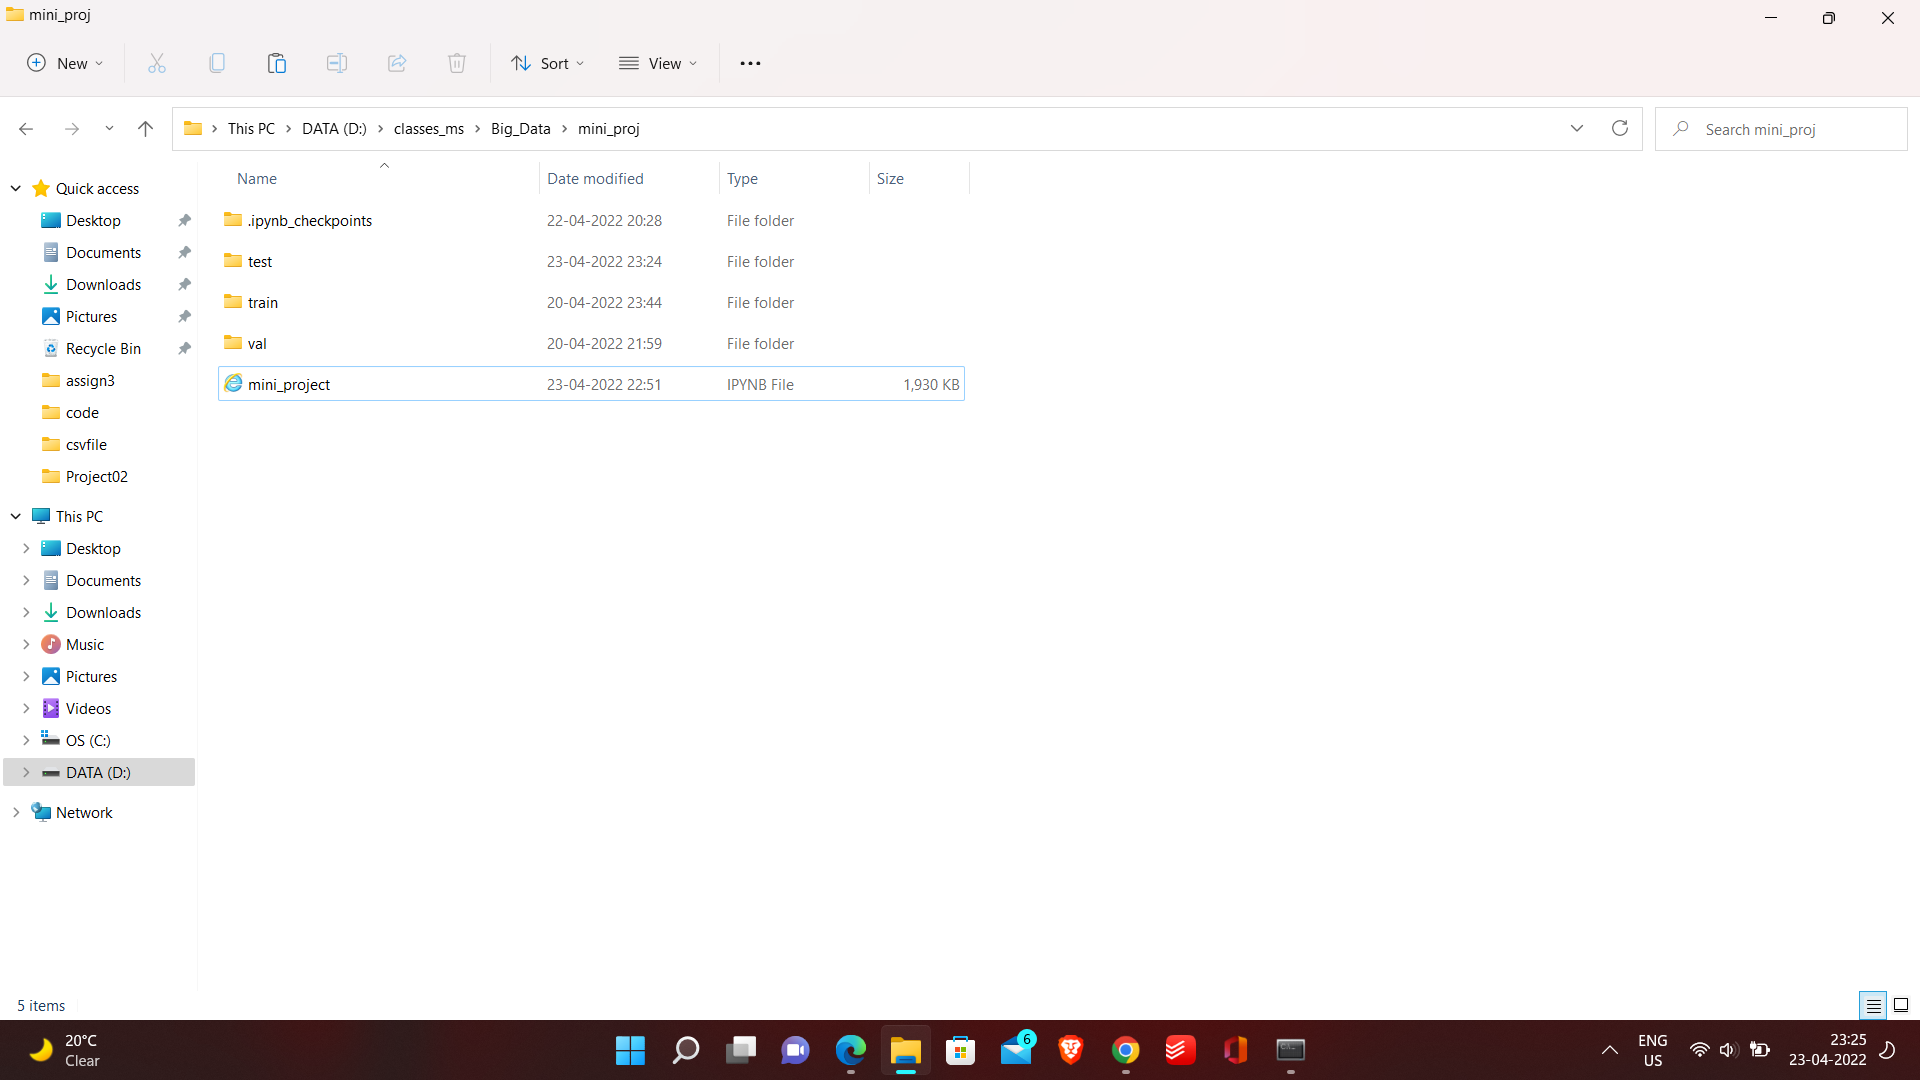 mini_proj
New
Sort
View
This PC
DATA (D:)
classes_ms
Big_Data
mini_proj
Search mini_proj
Quick access
Desktop
Documents
Downloads
Pictures
Recycle Bin
assign3
code
csvfile
Project02
This PC
Desktop
Documents
Downloads
Music
Pictures
Videos
OS (C:)
DATA (D:)
Network
Name Date modified Type Size
.ipynb_checkpoints 22-04-2022 20:28 File folder
test 23-04-2022 23:24 File folder
train 20-04-2022 23:44 File folder
val 20-04-2022 21:59 File folder
mini_project 23-04-2022 22:51 IPYNB File 1,930 KB
5 items
20°C
Clear
6
ENG
US
23:25
23-04-2022